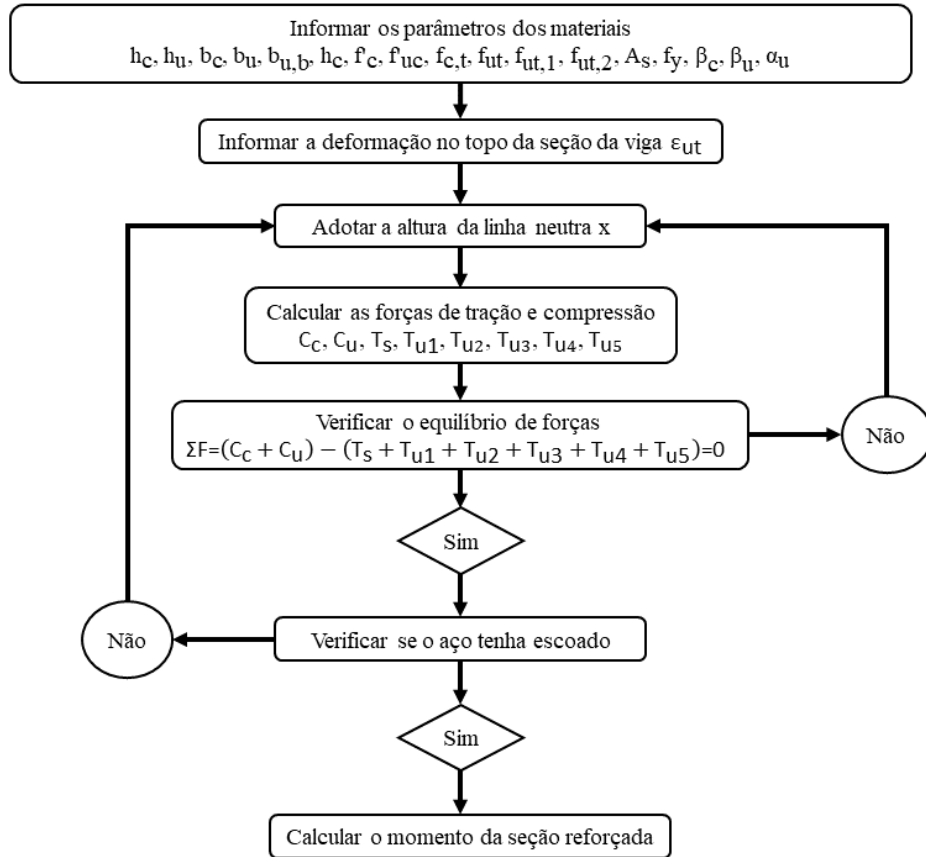 Informar os parâmetros dos materiais
h_c, h_u, b_c, b_u, b_u,b, h_c, f'_c, f'_uc, f_c,t, f_ut, f_ut,1, f_ut,2, A_s, f_y, β_c, β_u, α_u
Informar a deformação no topo da seção da viga ε_ut
Adotar a altura da linha neutra x
Calcular as forças de tração e compressão
C_c, C_u, T_s, T_u1, T_u2, T_u3, T_u4, T_u5
Verificar o equilíbrio de forças
ΣF=(C_c + C_u) − (T_s + T_u1 + T_u2 + T_u3 + T_u4 + T_u5)=0
Não
Sim
Não
Verificar se o aço tenha escoado
Sim
Calcular o momento da seção reforçada